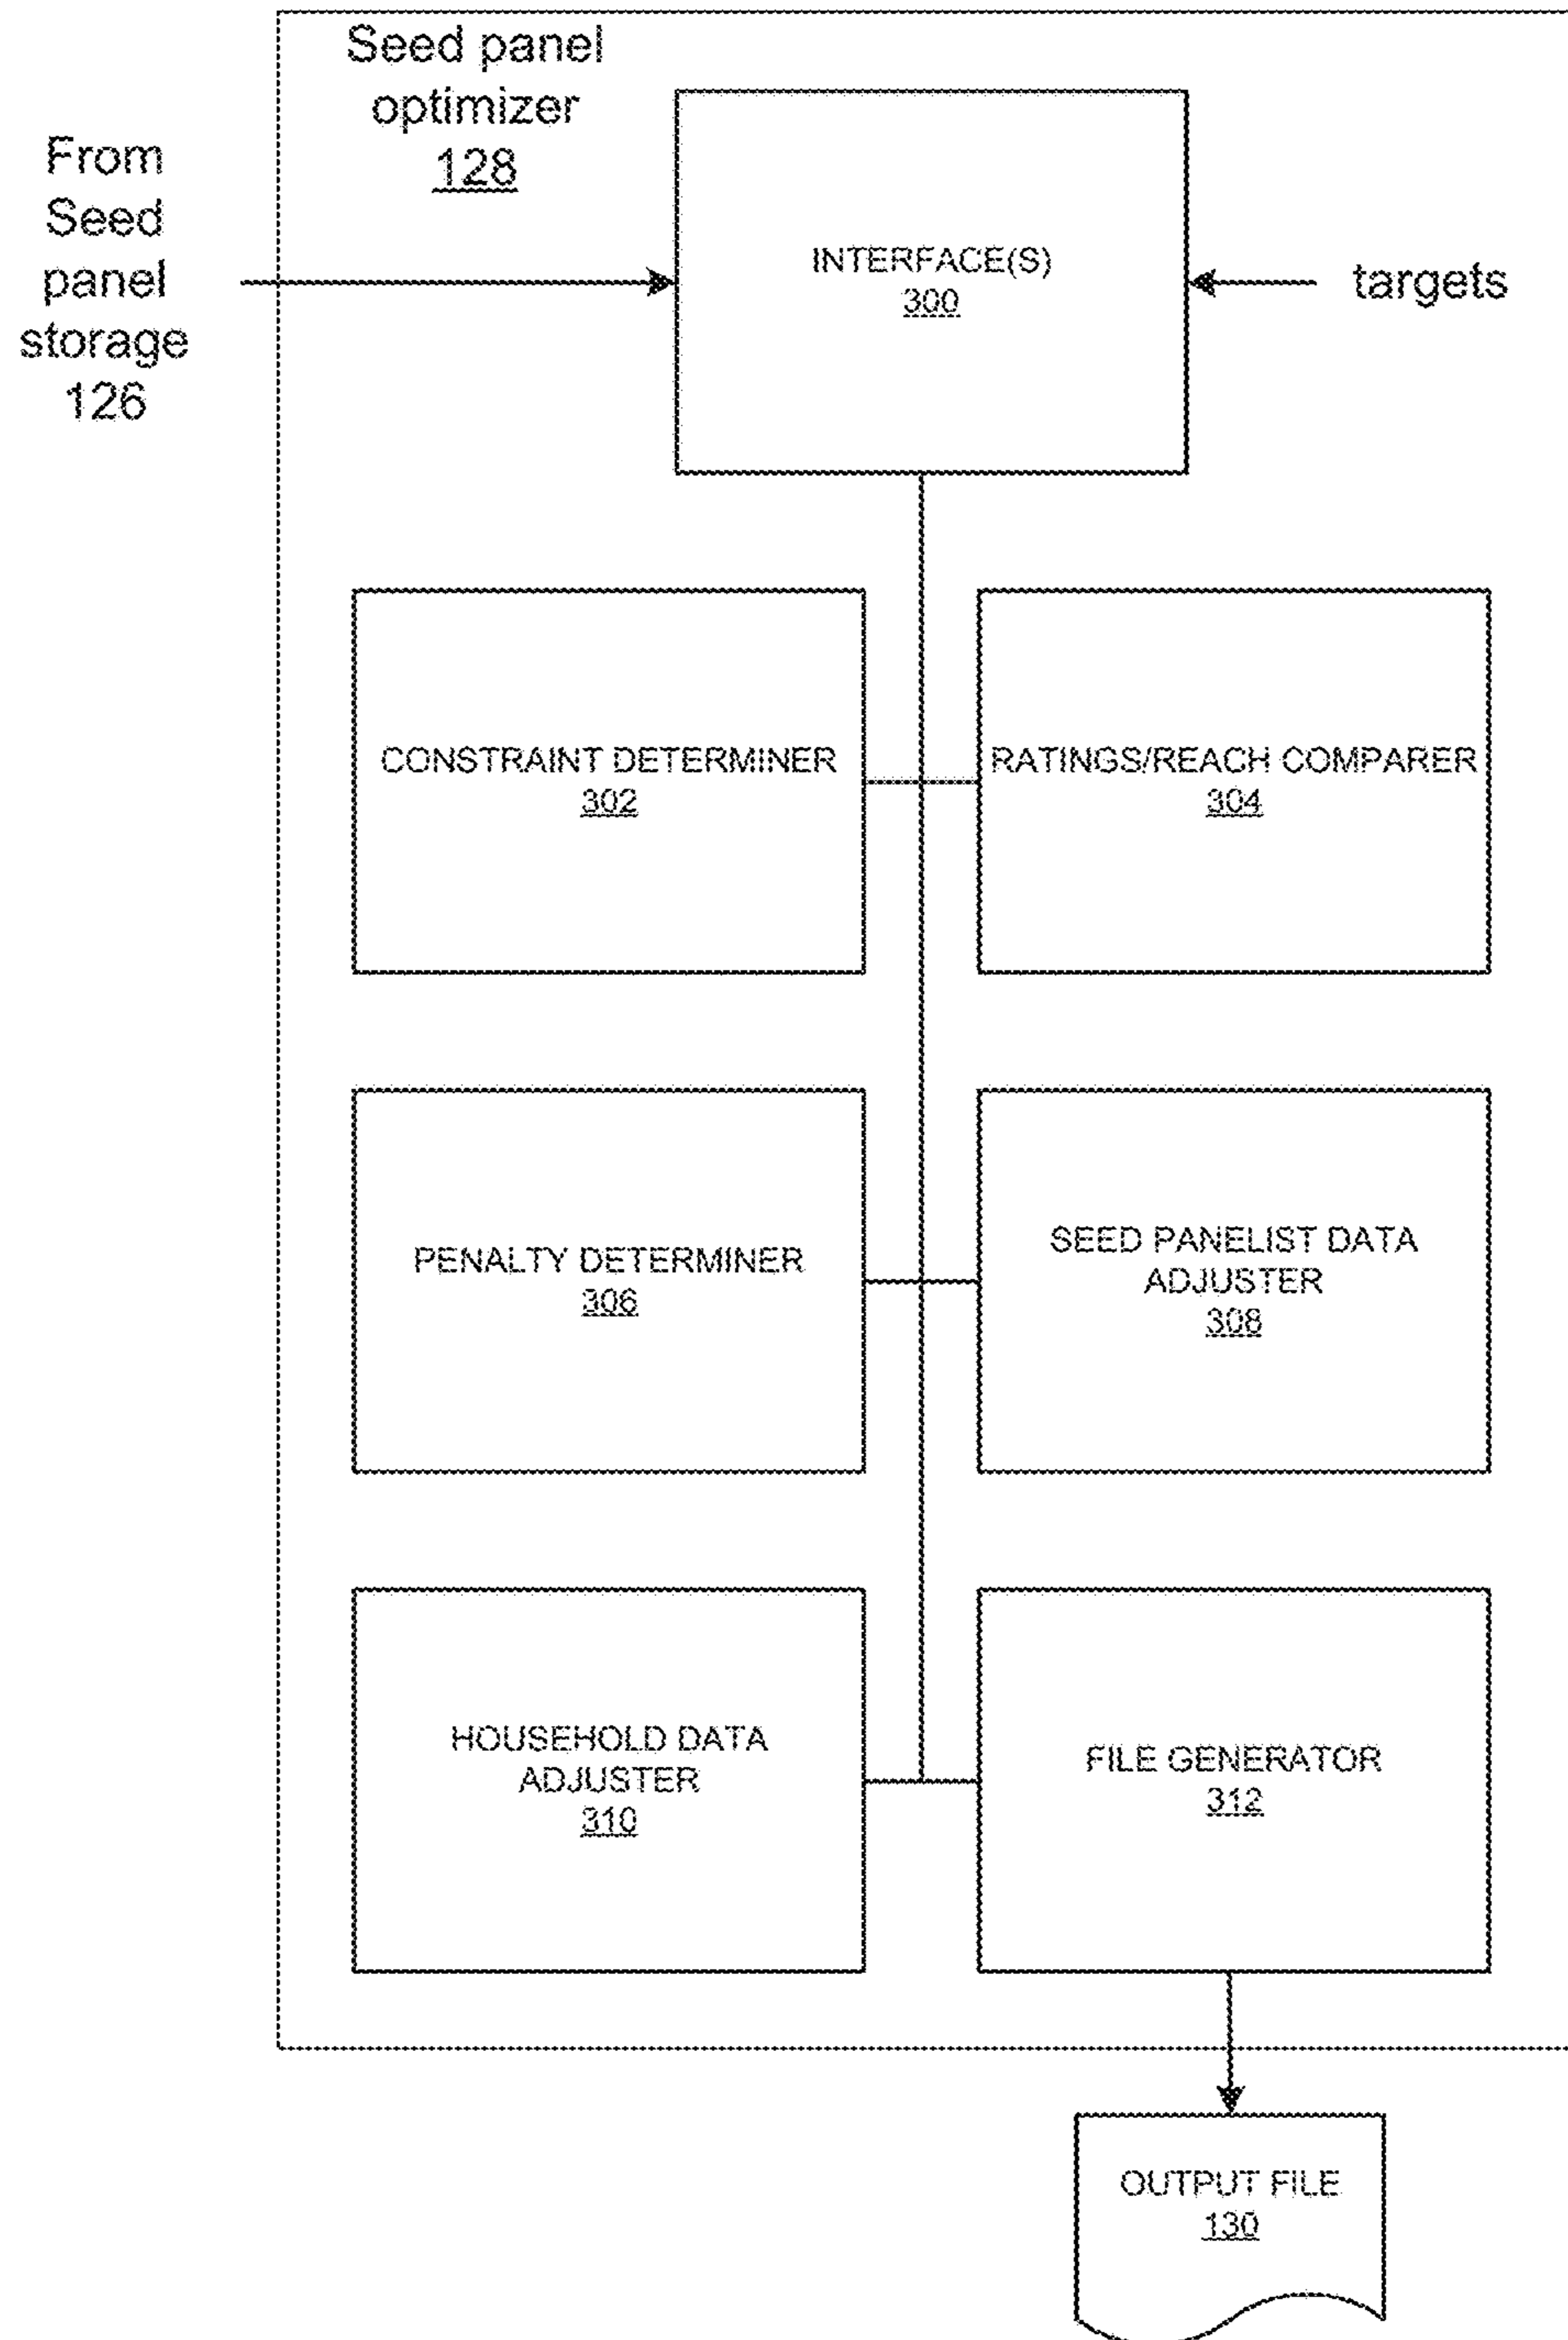 Seed panel
optimizer
128
From
Seed
panel
storage
126
INTERFACE(S)
300
targets
CONSTRAINT DETERMINER
302
RATINGS/REACH COMPARER
304
PENALTY DETERMINER
306
SEED PANELIST DATA
ADJUSTER
308
HOUSEHOLD DATA
ADJUSTER
310
FILE GENERATOR
312
OUTPUT FILE
130